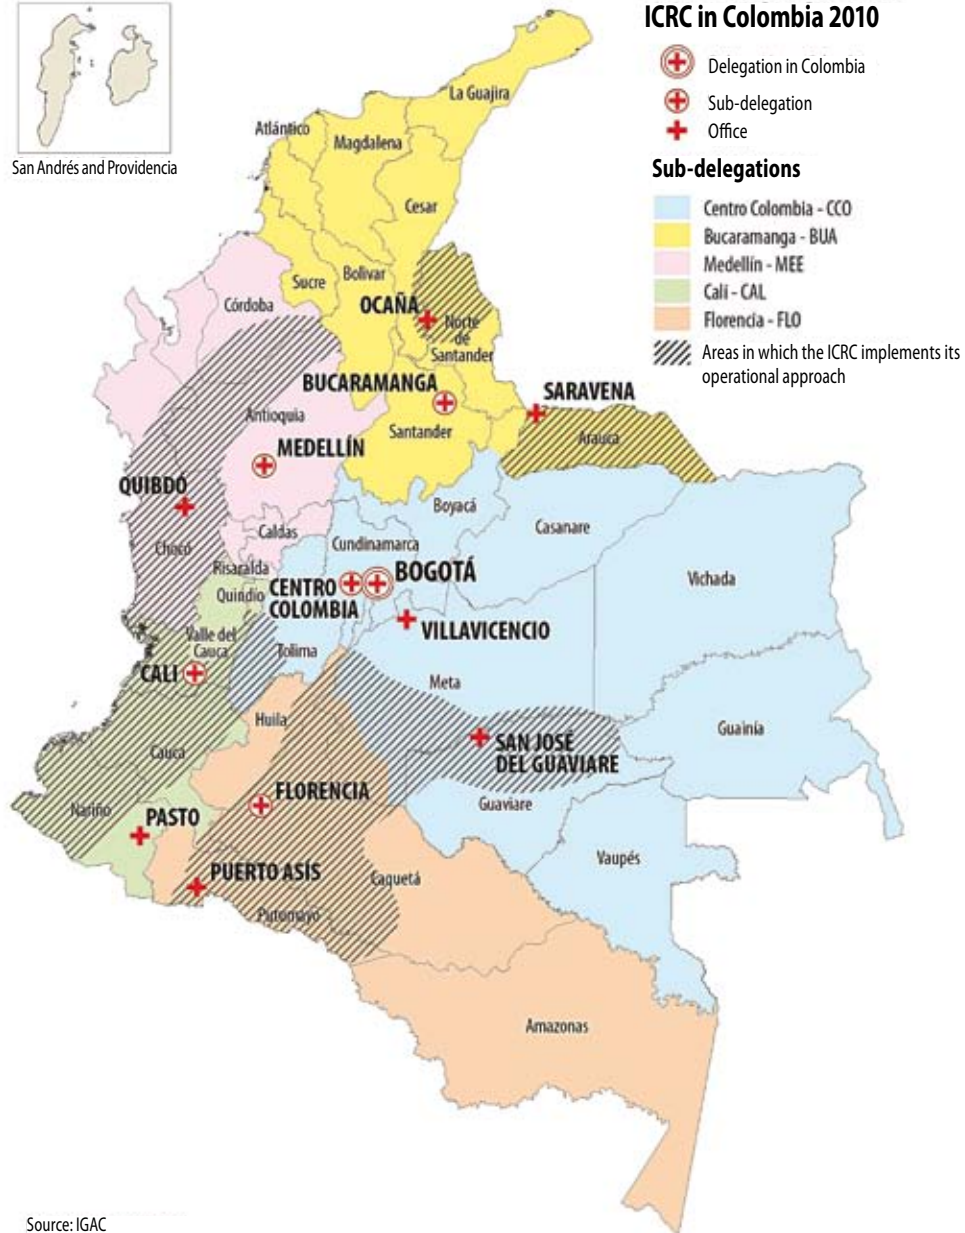 ICRC in Colombia 2010
Delegation in Colombia
Sub-delegation
Office
Sub-delegations
Centro Colombia - CCO
Bucaramanga - BUA
Medellín - MEE
Cali - CAL
Florencia - FLO
Areas in which the ICRC implements its
operational approach
San Andrés and Providencia
La Guajira
Atlántico
Magdalena
Cesar
Bolivar
Sucre
Córdoba
OCAÑA
Norte
de
Santander
BUCARAMANGA
SARAVENA
Antioquia
Santander
Arauca
MEDELLÍN
QUIBDÓ
Boyacá
Casanare
Caldas
Cundinamarca
Chocó
Risaralda
BOGOTÁ
Vichada
Quindío
CENTRO
COLOMBIA
VILLAVICENCIO
Valle del
Cauca
Tolima
CALI
Meta
Huila
Guainía
SAN JOSÉ
DEL GUAVIARE
Cauca
FLORENCIA
Guaviare
Nariño
PASTO
Vaupés
PUERTO ASÍS
Caquetá
Putumayo
Amazonas
Source: IGAC